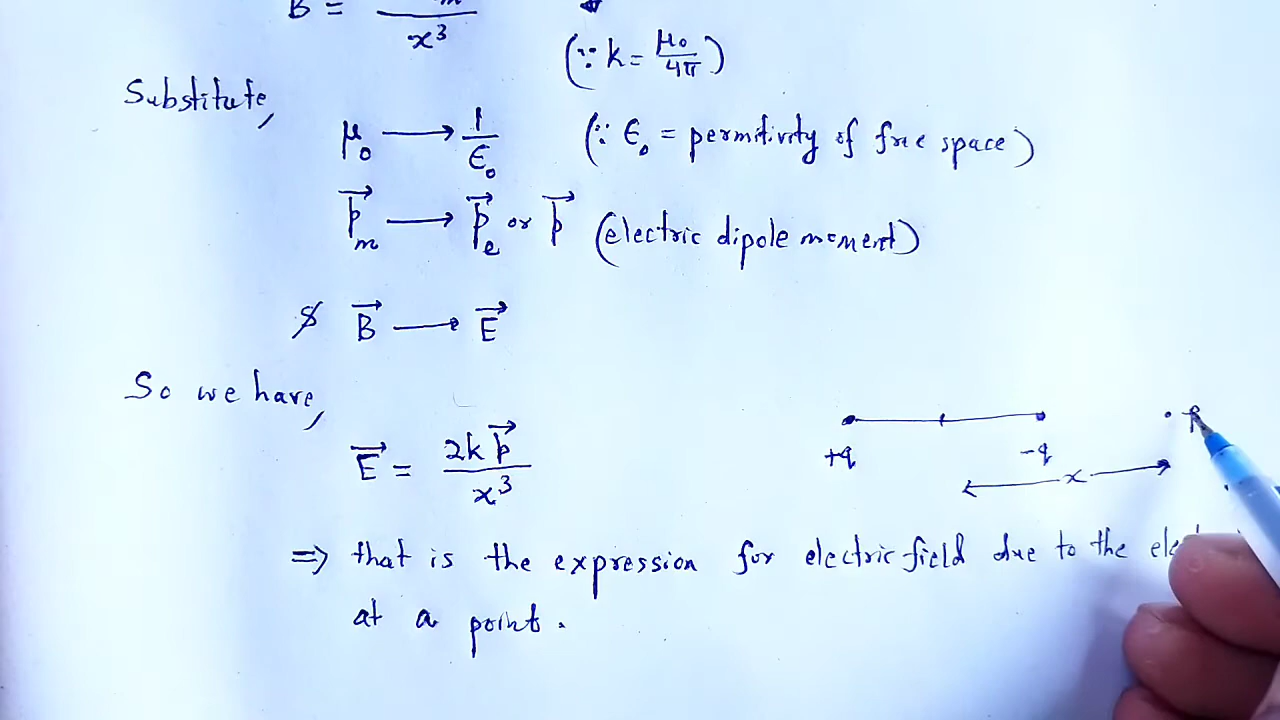 B = m
x³
(∵ k = μ₀/4π)
Substitute,
μ₀ → 1/ϵ₀ (∵ ϵ₀ = permitivity of free space)
p⃗ₘ → p⃗ₑ or p⃗ (electric dipole moment)
$ B⃗ → E⃗
So we have,
E⃗ = 2k p⃗ / x³
+q -q
x
⇒ that is the expression for electric field due to the
at a point.